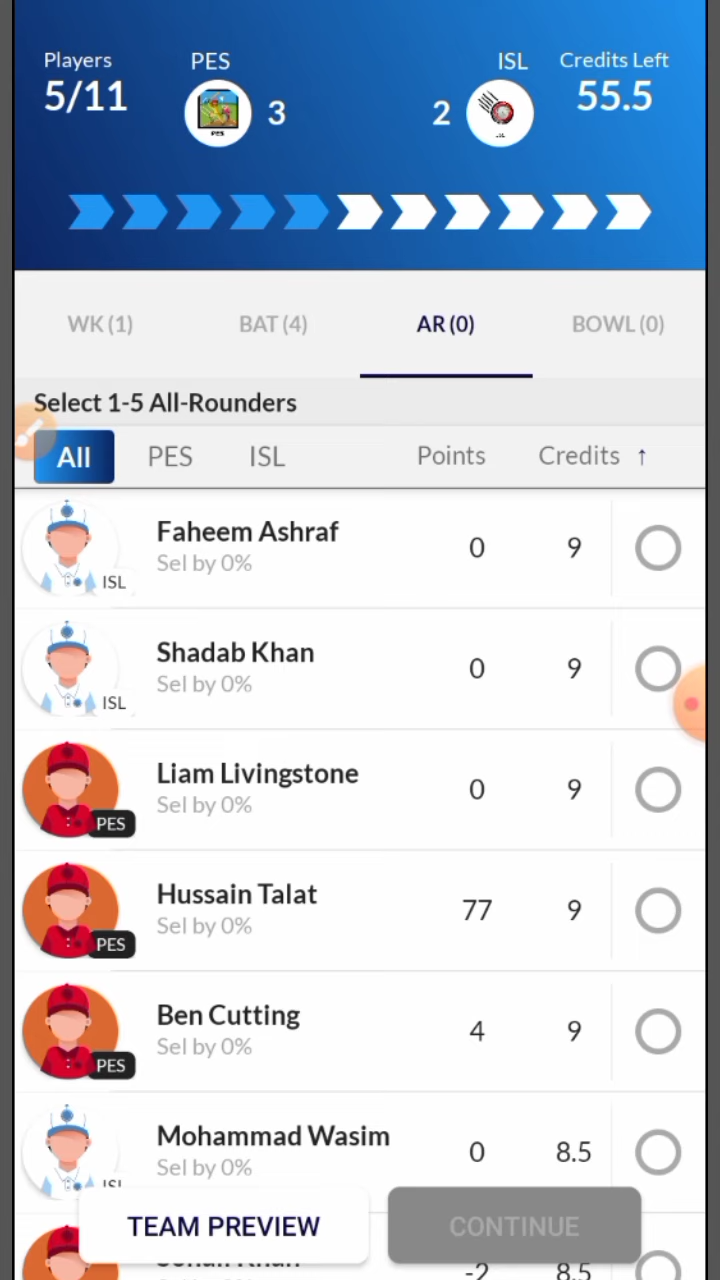 Players PES ISL Credits Left
5/11 3 2 55.5
PES
WK (1) BAT (4) AR (0) BOWL (0)
Select 1-5 All-Rounders
All PES ISL Points Credits ↑
Faheem Ashraf
Sel by 0% 0 9
ISL
Shadab Khan
Sel by 0% 0 9
ISL
Liam Livingstone
Sel by 0% 0 9
PES
Hussain Talat
Sel by 0% 77 9
PES
Ben Cutting
Sel by 0% 4 9
PES
Mohammad Wasim
Sel by 0% 0 8.5
ISL
TEAM PREVIEW CONTINUE
Khan -2 8.5